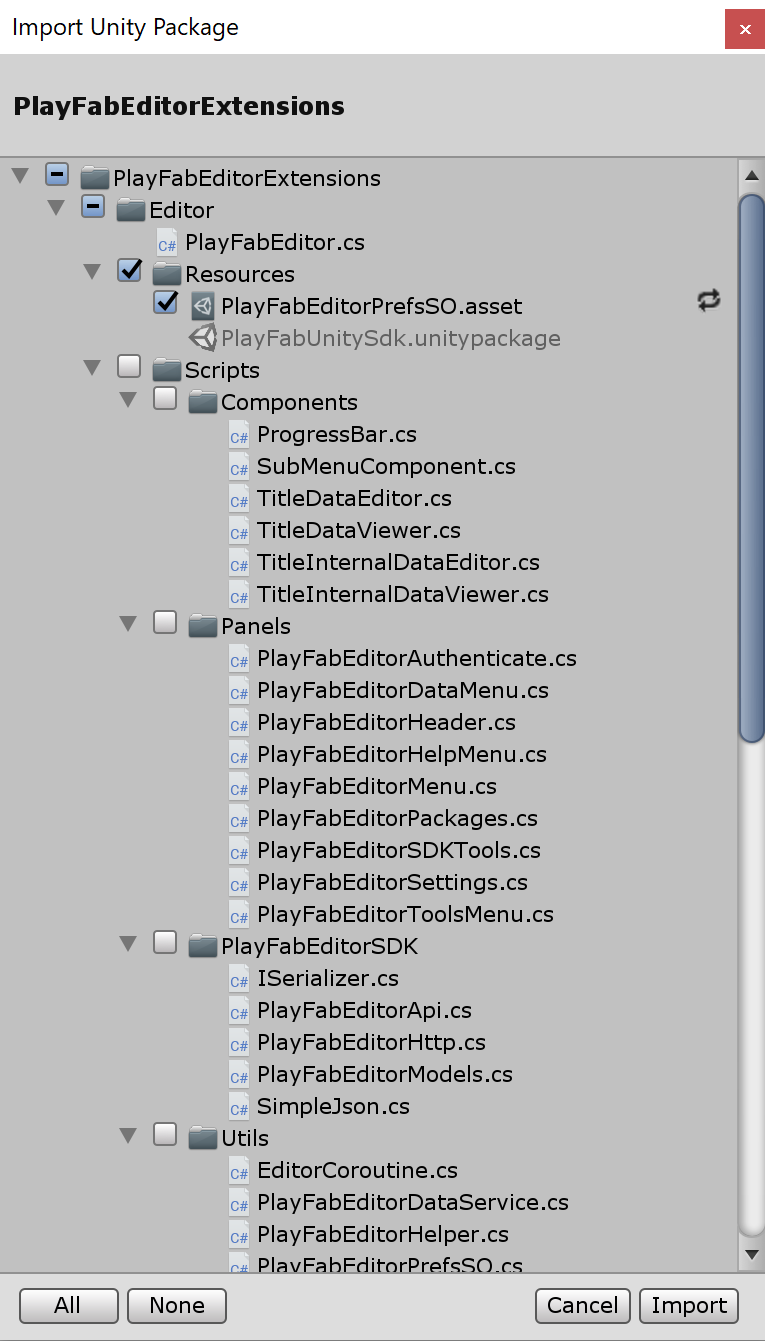 Import Unity Package
x
PlayFabEditorExtensions
PlayFabEditorExtensions
Editor
C# PlayFabEditor.cs
Resources
PlayFabEditorPrefsSO.asset
PlayFabUnitySdk.unitypackage
Scripts
Components
C# ProgressBar.cs
C# SubMenuComponent.cs
C# TitleDataEditor.cs
C# TitleDataViewer.cs
C# TitleInternalDataEditor.cs
C# TitleInternalDataViewer.cs
Panels
C# PlayFabEditorAuthenticate.cs
C# PlayFabEditorDataMenu.cs
C# PlayFabEditorHeader.cs
C# PlayFabEditorHelpMenu.cs
C# PlayFabEditorMenu.cs
C# PlayFabEditorPackages.cs
C# PlayFabEditorSDKTools.cs
C# PlayFabEditorSettings.cs
C# PlayFabEditorToolsMenu.cs
PlayFabEditorSDK
C# ISerializer.cs
C# PlayFabEditorApi.cs
C# PlayFabEditorHttp.cs
C# PlayFabEditorModels.cs
C# SimpleJson.cs
Utils
C# EditorCoroutine.cs
C# PlayFabEditorDataService.cs
C# PlayFabEditorHelper.cs
C# PlayFabEditorPrefsSO.cs
All None Cancel Import